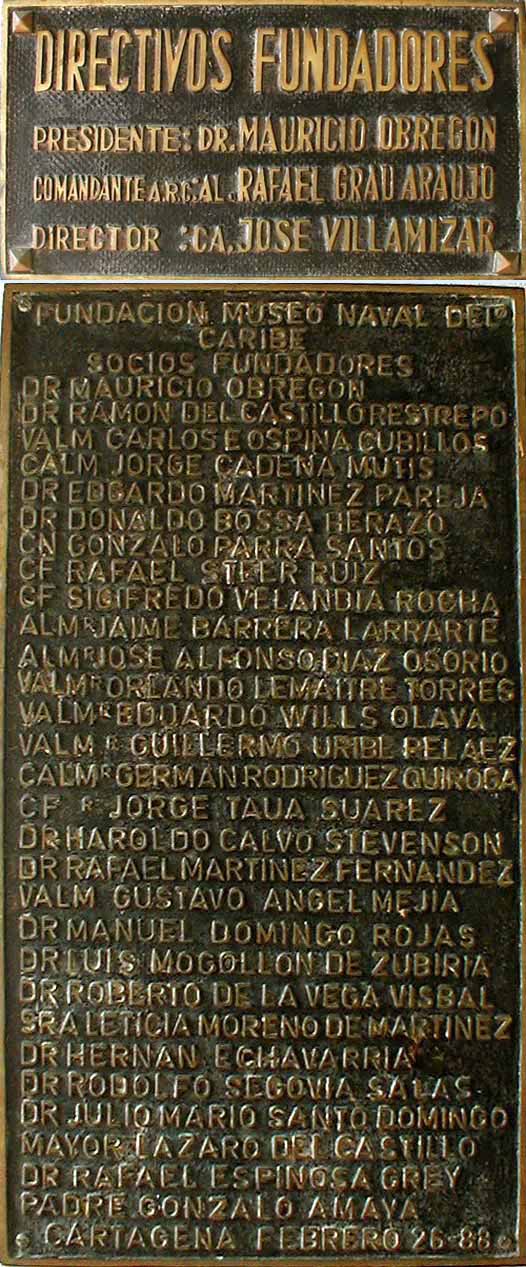 DIRECTIVOS FUNDADORES
PRESIDENTE: DR. MAURICIO OBREGON
COMANDANTE A.R.C: AL. RAFAEL GRAU ARAUJO
DIRECTOR : CA. JOSE VILLAMIZAR
FUNDACION MUSEO NAVAL DEL
CARIBE
SOCIOS FUNDADORES
DR MAURICIO OBREGON
DR RAMON DEL CASTILLO RESTREPO
VALM CARLOS E OSPINA CUBILLOS
CALM JORGE CADENA MUTIS
DR EDGARDO MARTINEZ PAREJA
DR DONALDO BOSSA HERAZO
CN GONZALO PARRA SANTOS
CF RAFAEL STEER RUIZ
CF SIGIFREDO VELANDIA ROCHA
ALM R JAIME BARRERA LARRARTE
ALM R JOSE ALFONSO DIAZ OSORIO
VALM R ORLANDO LEMAITRE TORRES
VALM R EDUARDO WILLS OLAYA
VALM R GUILLERMO URIBE PELAEZ
CALM R GERMAN RODRIGUEZ QUIROGA
CF R JORGE TAUA SUAREZ
DR HAROLDO CALVO STEVENSON
DR RAFAEL MARTINEZ FERNANDEZ
VALM GUSTAVO ANGEL MEJIA
DR MANUEL DOMINGO ROJAS
DR LUIS MOGOLLON DE ZUBIRIA
DR ROBERTO DE LA VEGA VISBAL
SRA LETICIA MORENO DE MARTINEZ
DR HERNAN ECHAVARRIA
DR RODOLFO SEGOVIA SALAS
DR JULIO MARIO SANTO DOMINGO
MAYOR LAZARO DEL CASTILLO
DR RAFAEL ESPINOSA GREY
PADRE GONZALO AMAYA
CARTAGENA FEBRERO 26-88